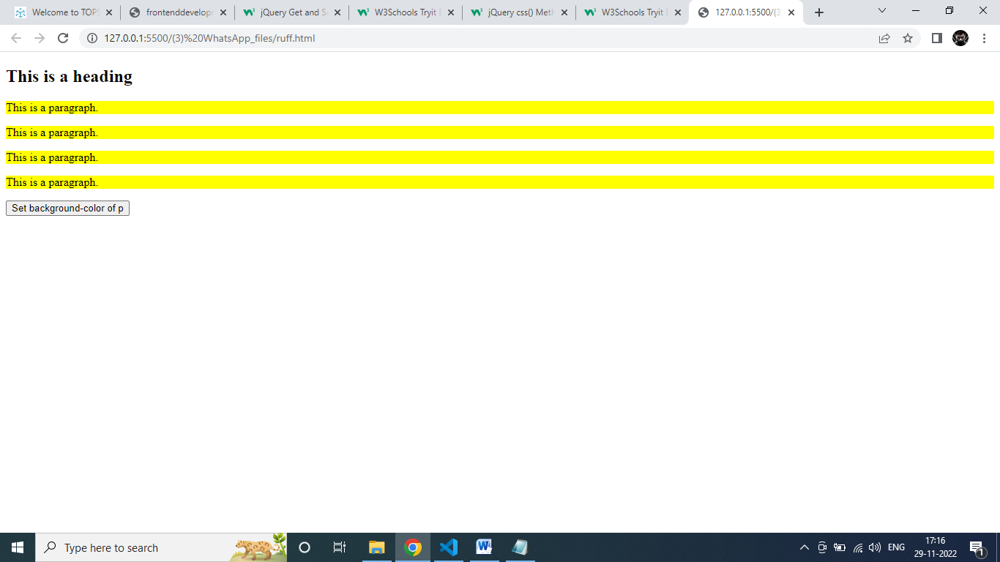 Welcome to TOPS
frontenddevelopm
jQuery Get and Se
W3Schools Tryit E
jQuery css() Meth
W3Schools Tryit E
127.0.0.1:5500/(3
127.0.0.1:5500/(3)%20WhatsApp_files/ruff.html
This is a heading
This is a paragraph.
This is a paragraph.
This is a paragraph.
This is a paragraph.
Set background-color of p
Type here to search
ENG
17:16
29-11-2022
1